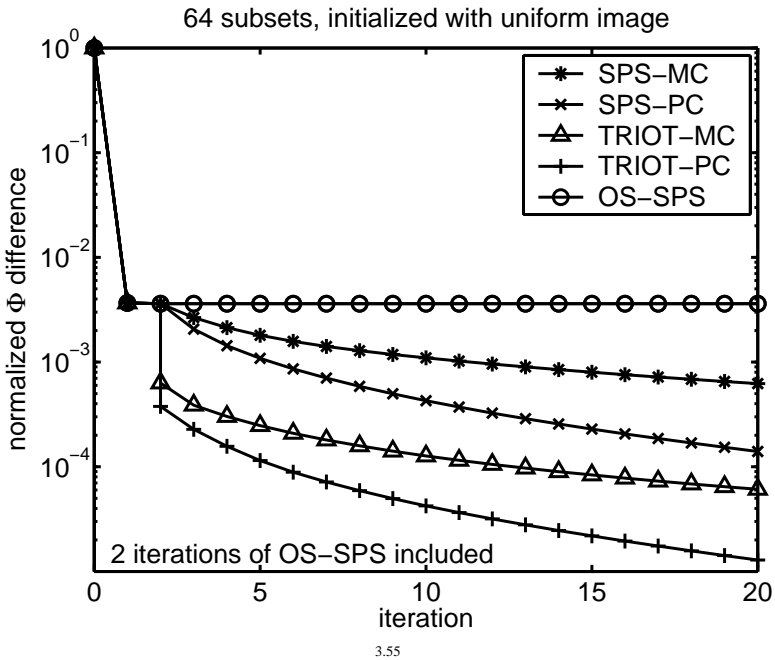 64 subsets, initialized with uniform image
10^0
10^−1
10^−2
10^−3
10^−4
normalized Φ difference
SPS−MC
SPS−PC
TRIOT−MC
TRIOT−PC
OS−SPS
2 iterations of OS−SPS included
0 5 10 15 20
iteration
3.55